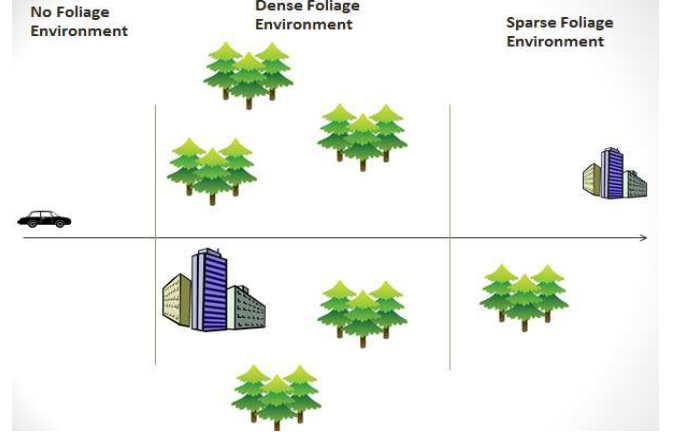 No Foliage
Environment
Dense Foliage
Environment
Sparse Foliage
Environment